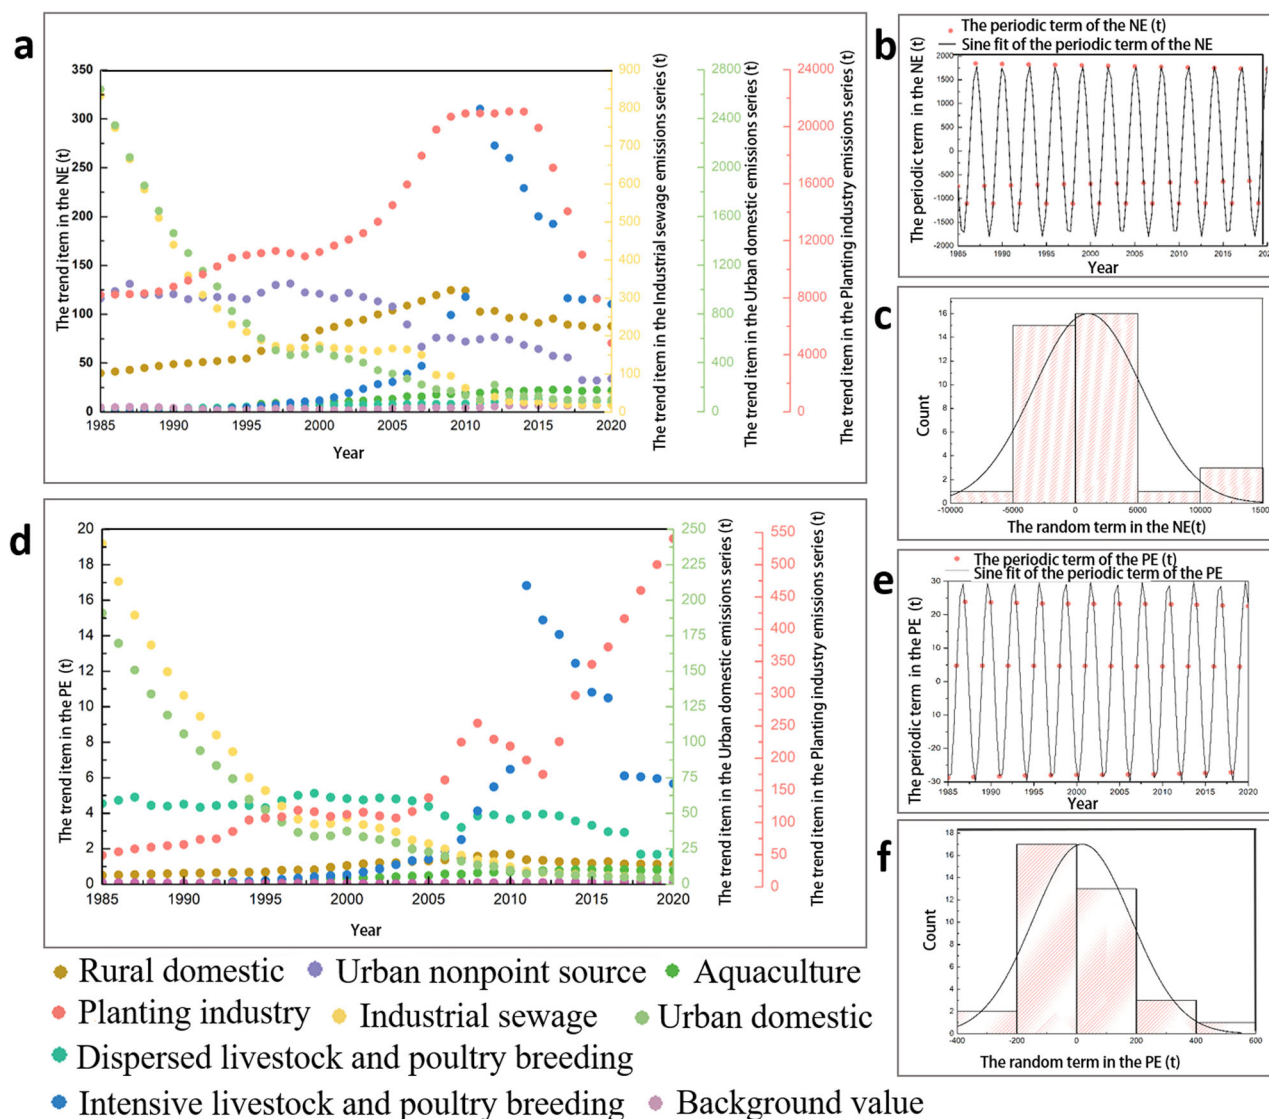 a
350
300
250
200
150
100
50
0
The trend item in the NE (t)
1985 1990 1995 2000 2005 2010 2015 2020
Year
900
800
700
600
500
400
300
200
100
0
The trend item in the Industrial sewage emissions series (t)
2800
2400
2000
1600
1200
800
400
0
The trend item in the Urban domestic emissions series (t)
24000
20000
16000
12000
8000
4000
0
The trend item in the Planting industry emissions series (t)
b
The periodic term of the NE (t)
Sine fit of the periodic term of the NE
The periodic term in the NE (t)
2000
1500
1000
500
0
-500
-1000
-1500
-2000
1985 1990 1995 2000 2005 2010 2015 2020
Year
c
16
14
12
10
8
6
4
2
0
Count
-10000 -5000 0 5000 10000 1500
The random term in the NE(t)
d
20
18
16
14
12
10
8
6
4
2
0
The trend item in the PE (t)
1985 1990 1995 2000 2005 2010 2015 2020
Year
250
225
200
175
150
125
100
75
50
25
0
The trend item in the Urban domestic emissions series (t)
550
500
450
400
350
300
250
200
150
100
50
0
The trend item in the Planting industry emissions series (t)
e
The periodic term of the PE (t)
Sine fit of the periodic term of the PE
The periodic term in the PE (t)
30
20
10
0
10
-20
-30
1985 1990 1995 2000 2005 2010 2015 2020
Year
f
18
16
14
12
10
8
6
4
2
0
Count
-400 -200 0 200 400 600
The random term in the PE (t)
Rural domestic Urban nonpoint source Aquaculture
Planting industry Industrial sewage Urban domestic
Dispersed livestock and poultry breeding
Intensive livestock and poultry breeding Background value